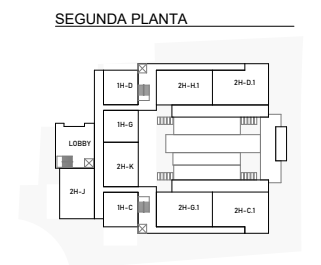 SEGUNDA PLANTA
1H-D
2H-H.1
2H-D.1
1H-G
LOBBY
2H-K
2H-J
1H-C
2H-G.1
2H-C.1